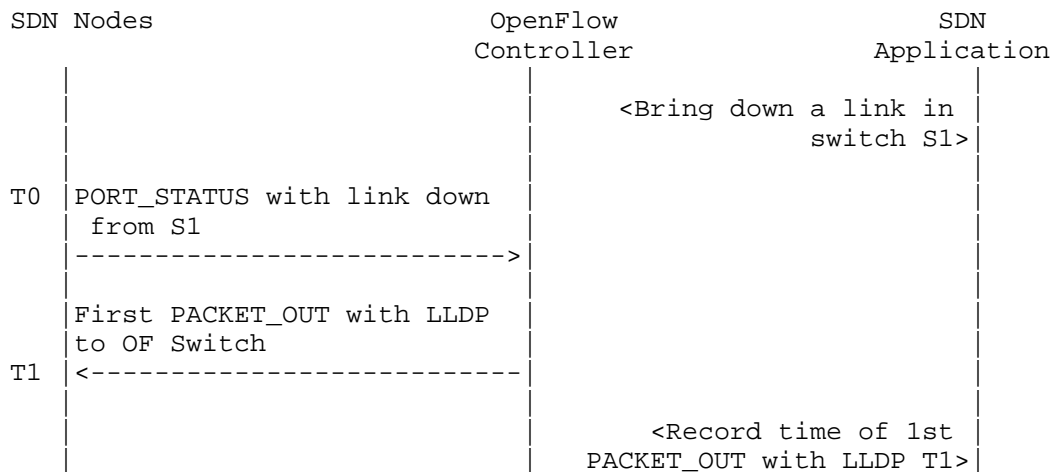 SDN Nodes OpenFlow SDN
Controller Application
<Bring down a link in
switch S1>
T0 PORT_STATUS with link down
from S1
--------------------------->
First PACKET_OUT with LLDP
to OF Switch
T1 <---------------------------
<Record time of 1st
PACKET_OUT with LLDP T1>